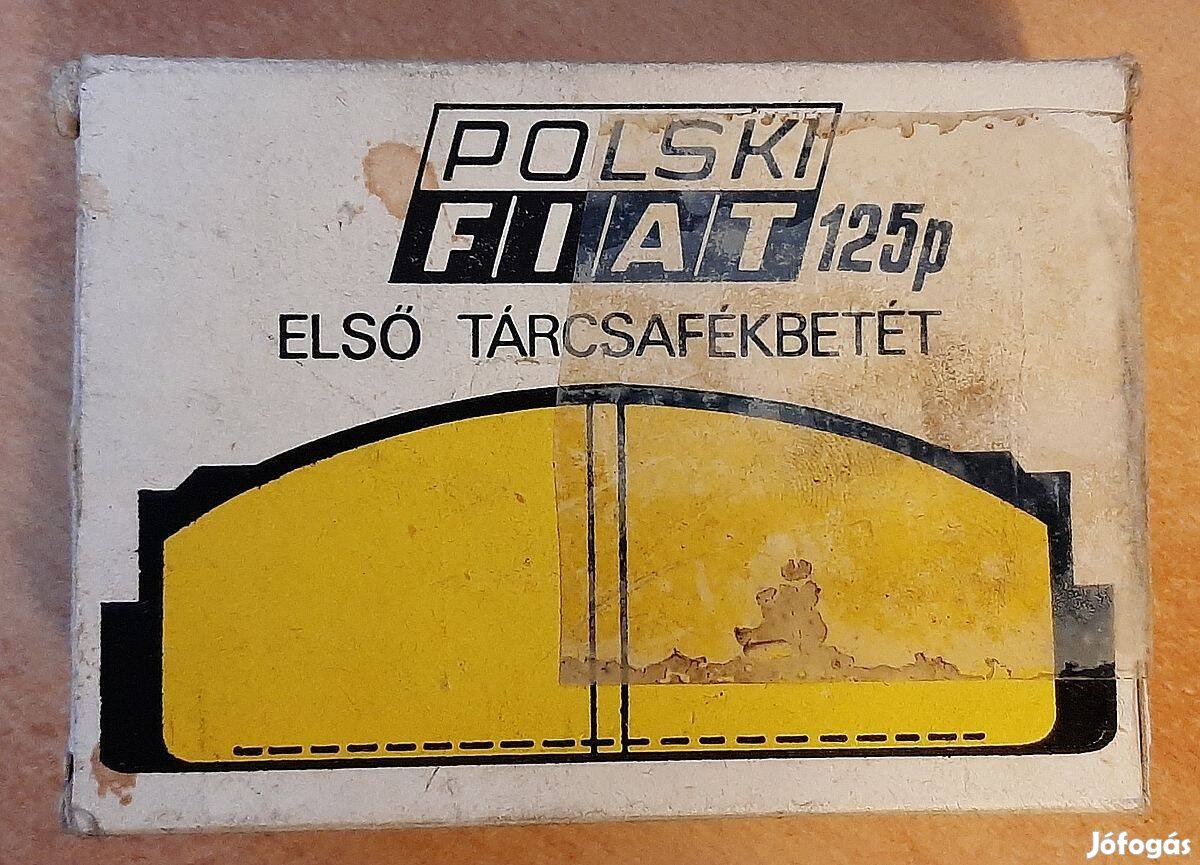 POLSKI
FIAT 125p
ELSŐ TÁRCSAFÉKBETÉT
Jófogás